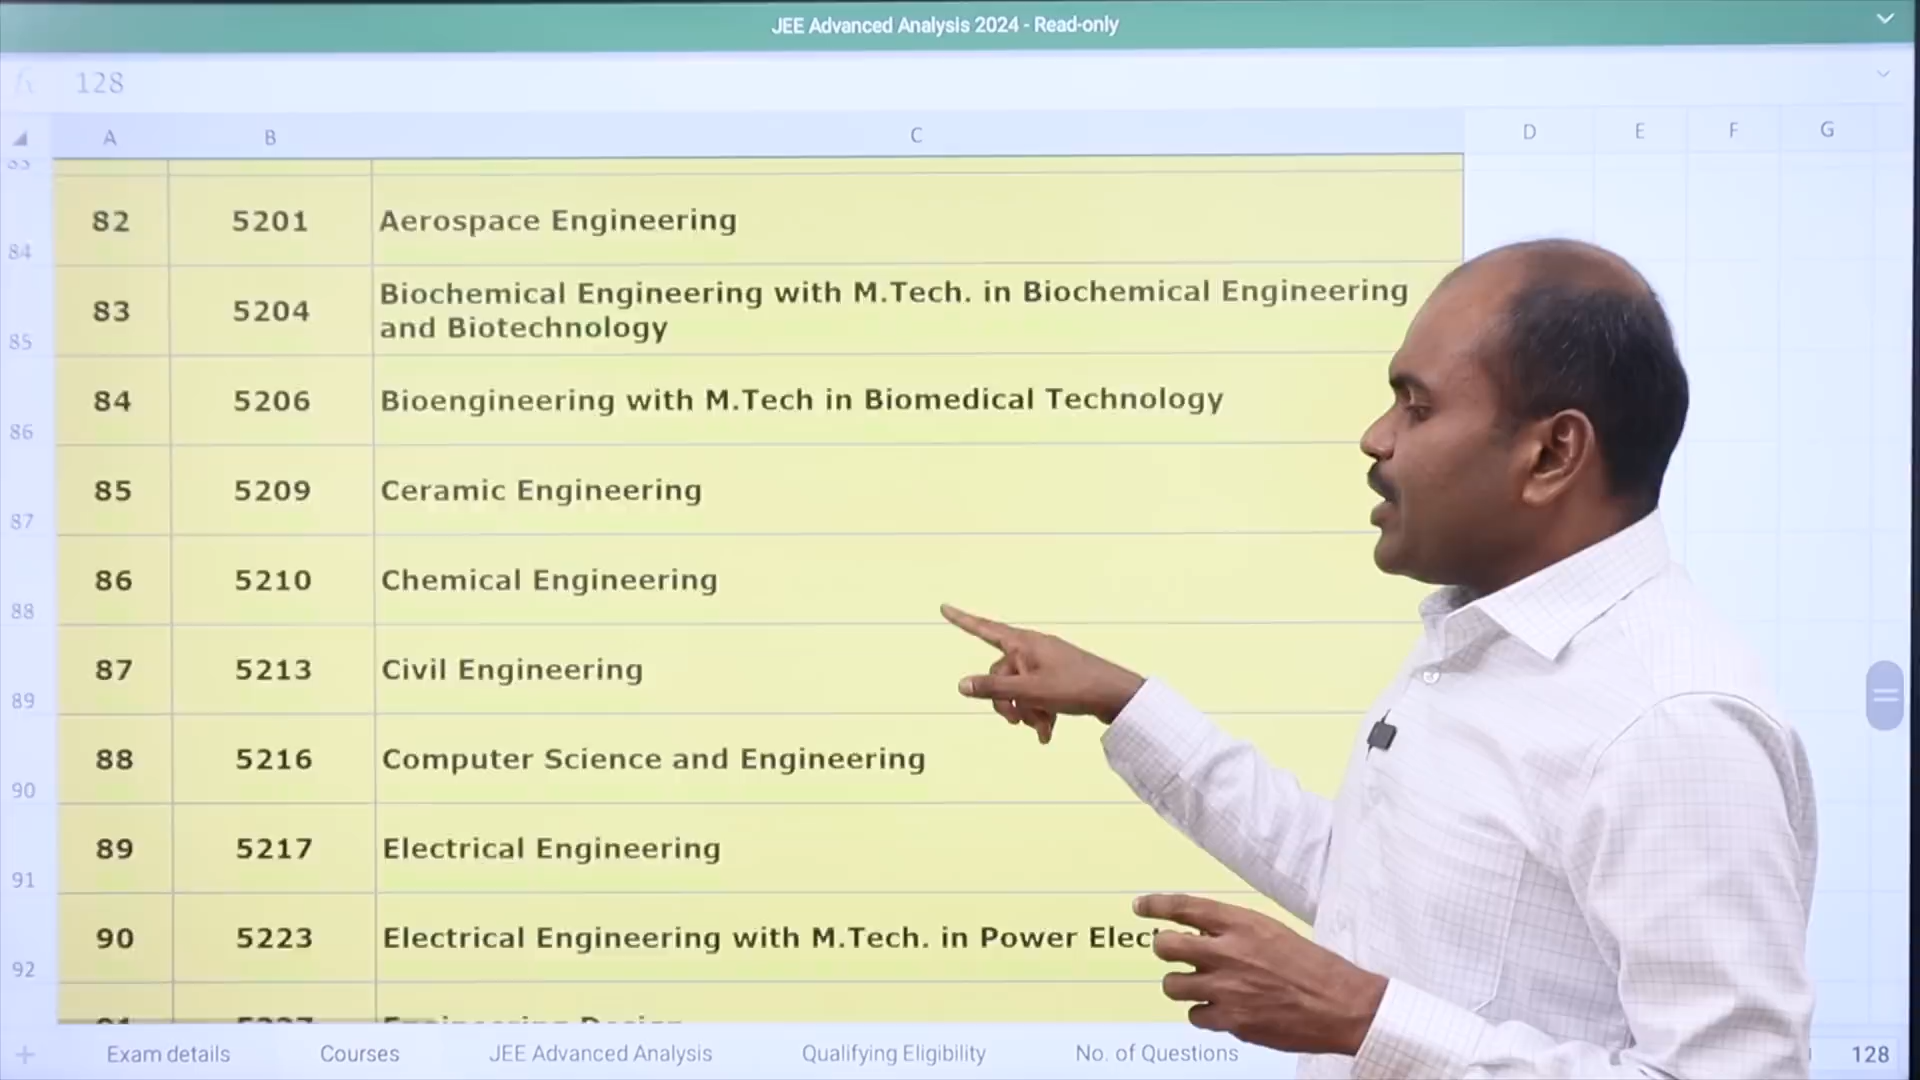 JEE Advanced Analysis 2024 - Read-only
fx 128
A B C D E F G
82 5201 Aerospace Engineering
84
83 5204 Biochemical Engineering with M.Tech. in Biochemical Engineering
and Biotechnology
85
84 5206 Bioengineering with M.Tech in Biomedical Technology
86
85 5209 Ceramic Engineering
87
86 5210 Chemical Engineering
88
87 5213 Civil Engineering
89
88 5216 Computer Science and Engineering
90
89 5217 Electrical Engineering
91
90 5223 Electrical Engineering with M.Tech. in Power
92
Exam details Courses JEE Advanced Analysis Qualifying Eligibility No. of Questions 128